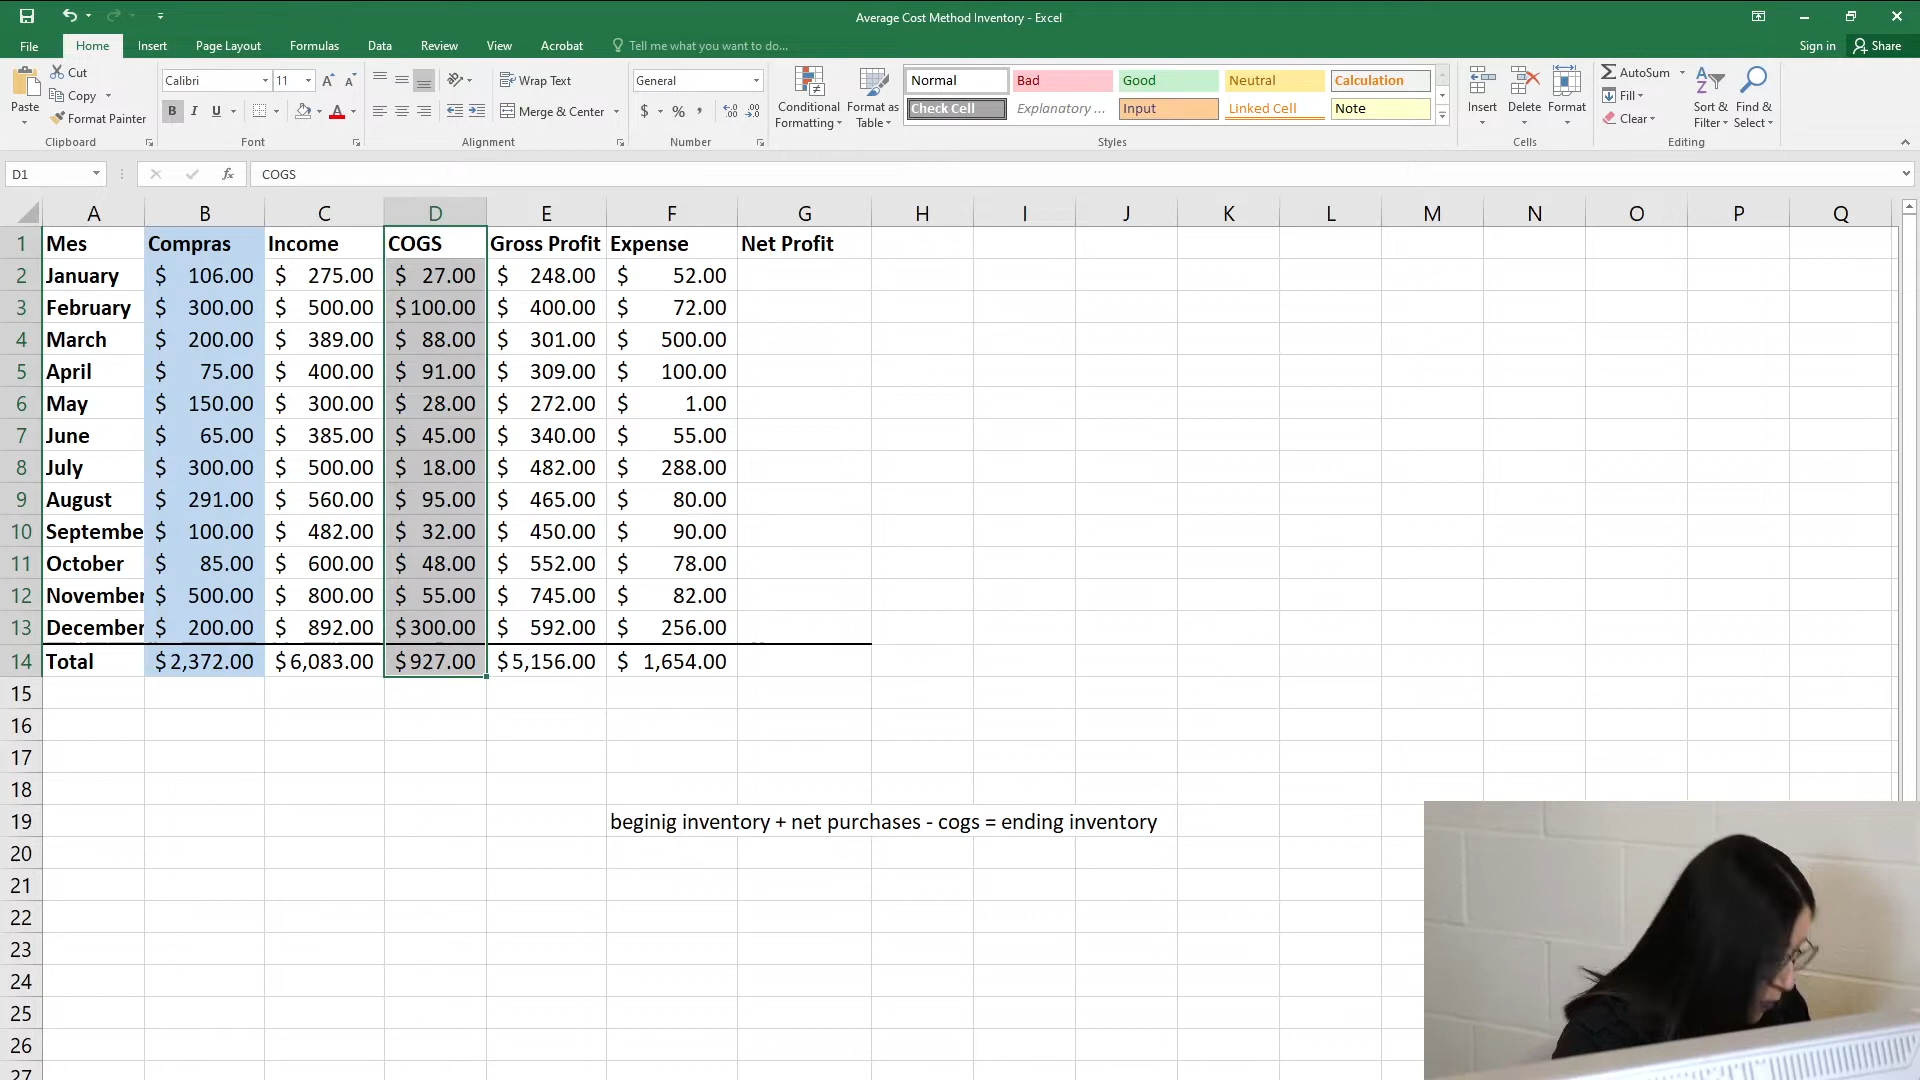 Average Cost Method Inventory - Excel
File Home Insert Page Layout Formulas Data Review View Acrobat Tell me what you want to do... Sign in Share
Paste
Cut
Copy
Format Painter
Clipboard
Calibri 11
B I U
Font
Wrap Text
Merge & Center
Alignment
General
$ % ,
Number
Conditional Formatting
Format as Table
Normal Bad Good Neutral Calculation
Check Cell Explanatory ... Input Linked Cell Note
Styles
Insert Delete Format
Cells
AutoSum
Fill
Clear
Sort & Filter
Find & Select
Editing
D1 fx COGS
A B C D E F G H I J K L M N O P Q
1 Mes Compras Income COGS Gross Profit Expense Net Profit
2 January $ 106.00 $ 275.00 $ 27.00 $ 248.00 $ 52.00
3 February $ 300.00 $ 500.00 $100.00 $ 400.00 $ 72.00
4 March $ 200.00 $ 389.00 $ 88.00 $ 301.00 $ 500.00
5 April $ 75.00 $ 400.00 $ 91.00 $ 309.00 $ 100.00
6 May $ 150.00 $ 300.00 $ 28.00 $ 272.00 $ 1.00
7 June $ 65.00 $ 385.00 $ 45.00 $ 340.00 $ 55.00
8 July $ 300.00 $ 500.00 $ 18.00 $ 482.00 $ 288.00
9 August $ 291.00 $ 560.00 $ 95.00 $ 465.00 $ 80.00
10 Septembe $ 100.00 $ 482.00 $ 32.00 $ 450.00 $ 90.00
11 October $ 85.00 $ 600.00 $ 48.00 $ 552.00 $ 78.00
12 November $ 500.00 $ 800.00 $ 55.00 $ 745.00 $ 82.00
13 December $ 200.00 $ 892.00 $300.00 $ 592.00 $ 256.00
14 Total $2,372.00 $6,083.00 $927.00 $5,156.00 $ 1,654.00
15
16
17
18
19 beginig inventory + net purchases - cogs = ending inventory
20
21
22
23
24
25
26
27